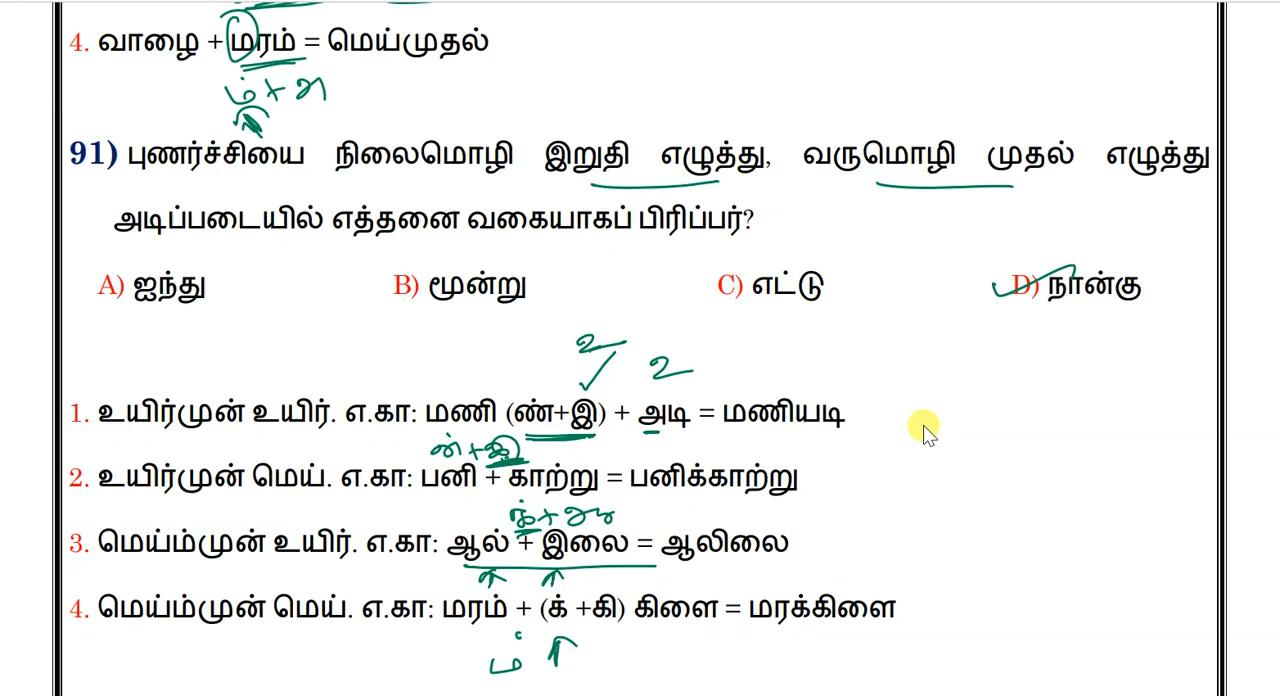 4. வாழை + மரம் = மெய்முதல்
ம் + அ
91) புணர்ச்சியை நிலைமொழி இறுதி எழுத்து, வருமொழி முதல் எழுத்து
அடிப்படையில் எத்தனை வகையாகப் பிரிப்பர்?
A) ஐந்து B) மூன்று C) எட்டு D) நான்கு
உ உ
1. உயிர்முன் உயிர். எ.கா: மணி (ண்+இ) + அடி = மணியடி
ன்+இ
2. உயிர்முன் மெய். எ.கா: பனி + காற்று = பனிக்காற்று
க்+ஆ
3. மெய்ம்முன் உயிர். எ.கா: ஆல் + இலை = ஆலிலை
4. மெய்ம்முன் மெய். எ.கா: மரம் + (க் +கி) கிளை = மரக்கிளை
ம்